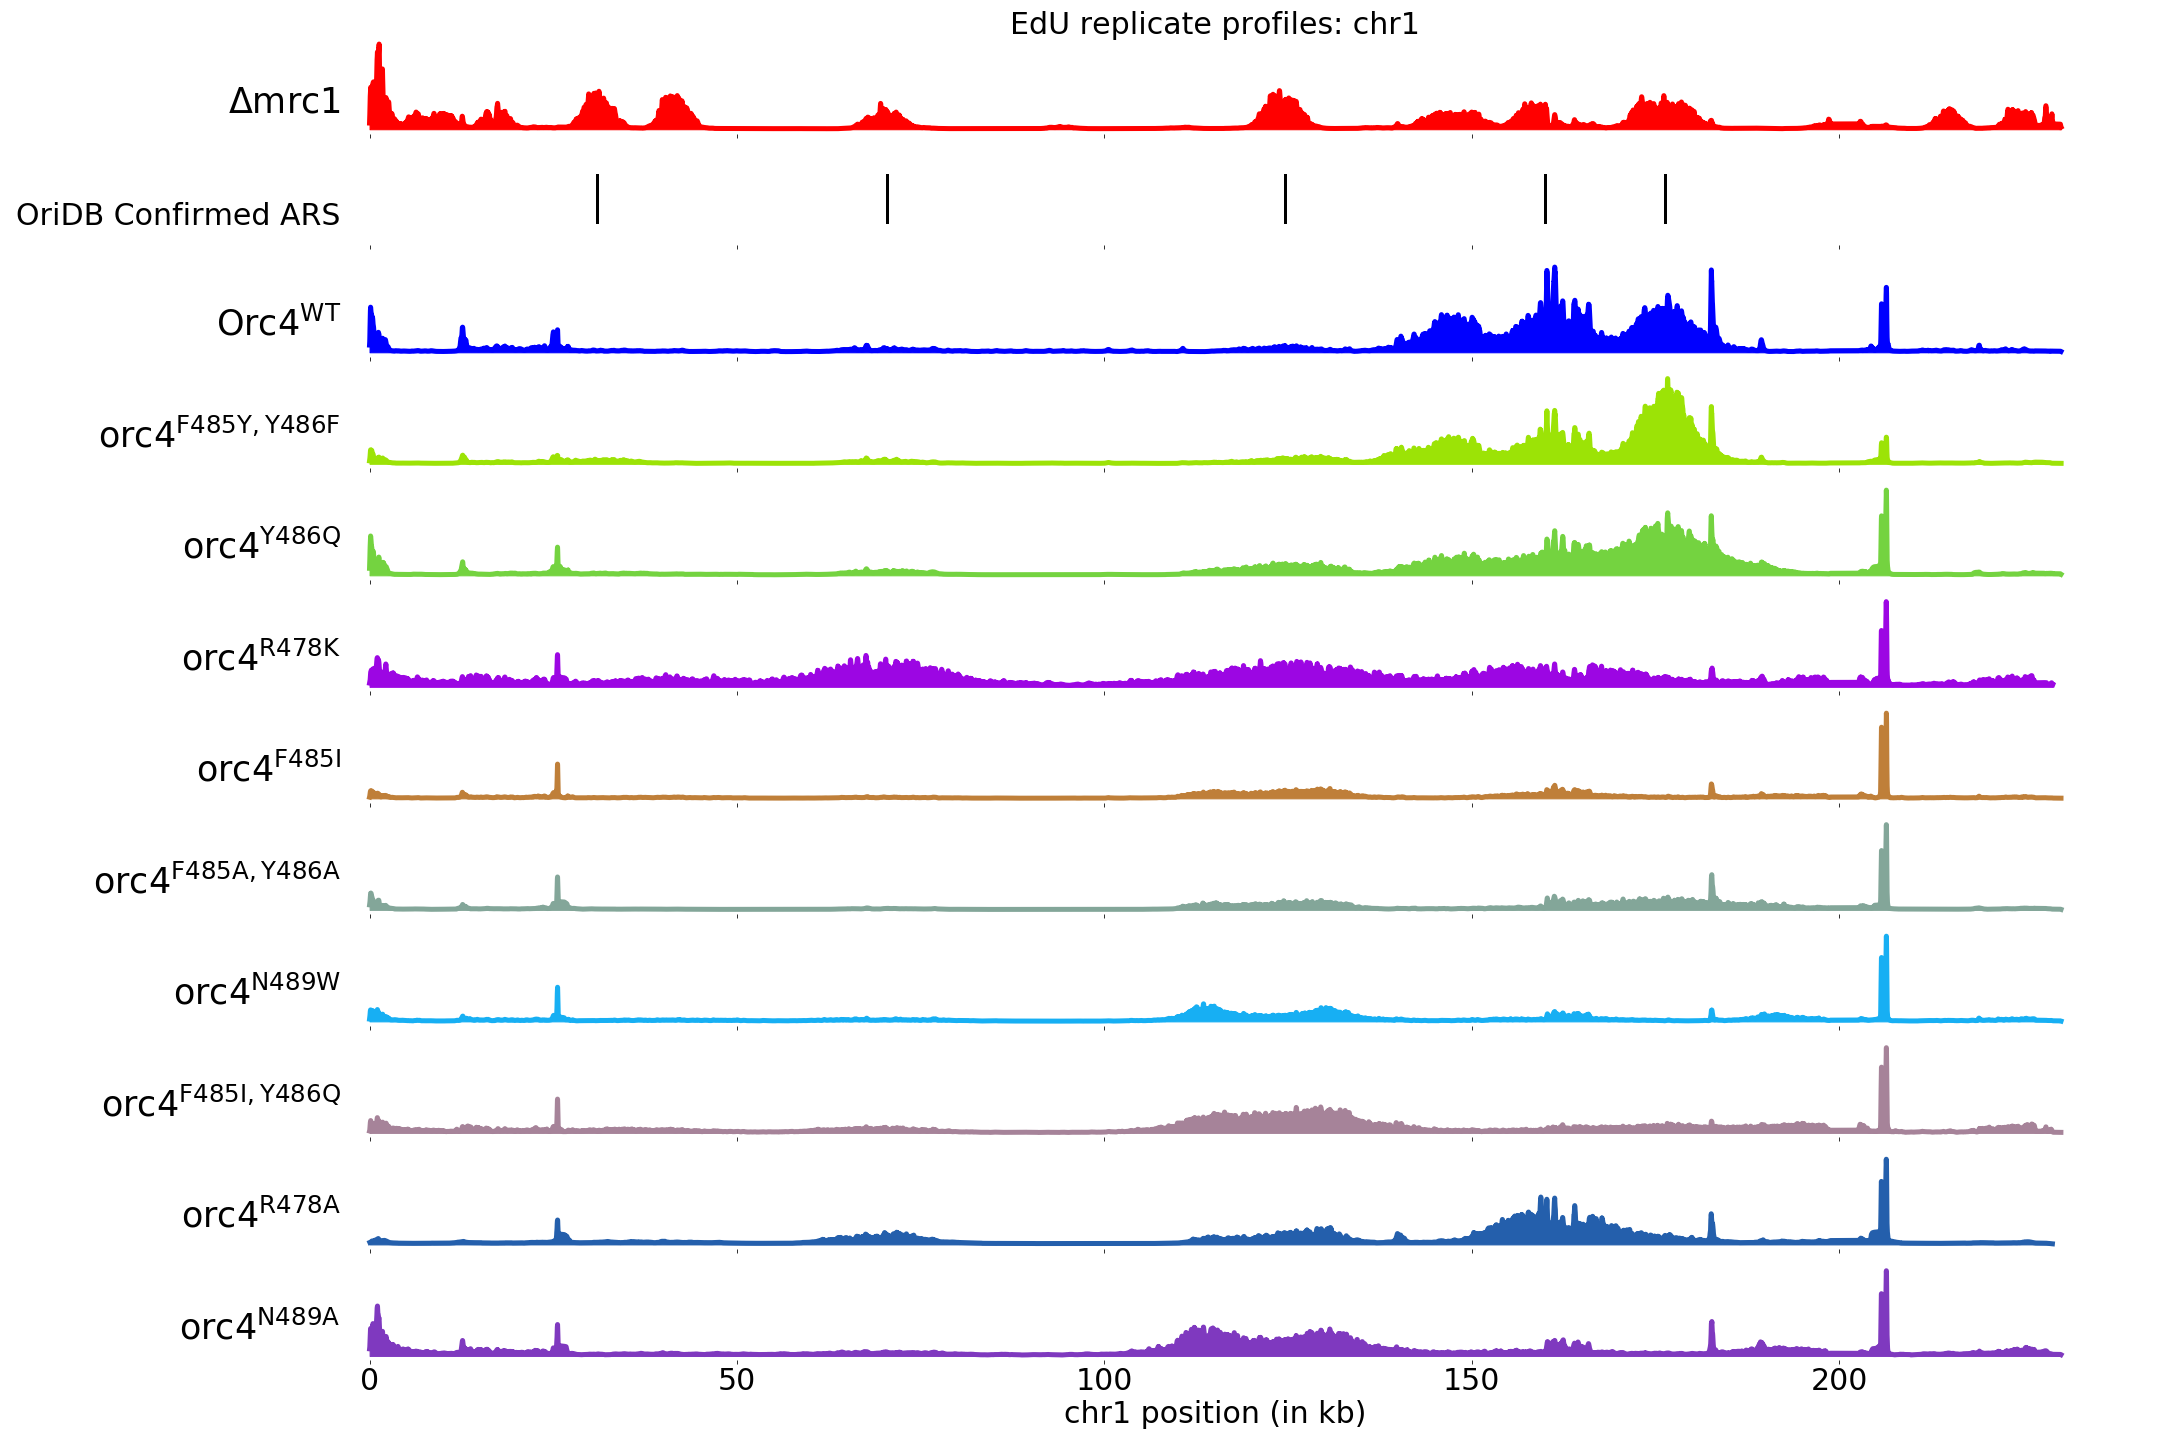 EdU replicate profiles: chr1
Δmrc1
OriDB Confirmed ARS
Orc4WT
orc4F485Y, Y486F
orc4Y486Q
orc4R478K
orc4F485I
orc4F485A, Y486A
orc4N489W
orc4F485I, Y486Q
orc4R478A
orc4N489A
0 50 100 150 200
chr1 position (in kb)